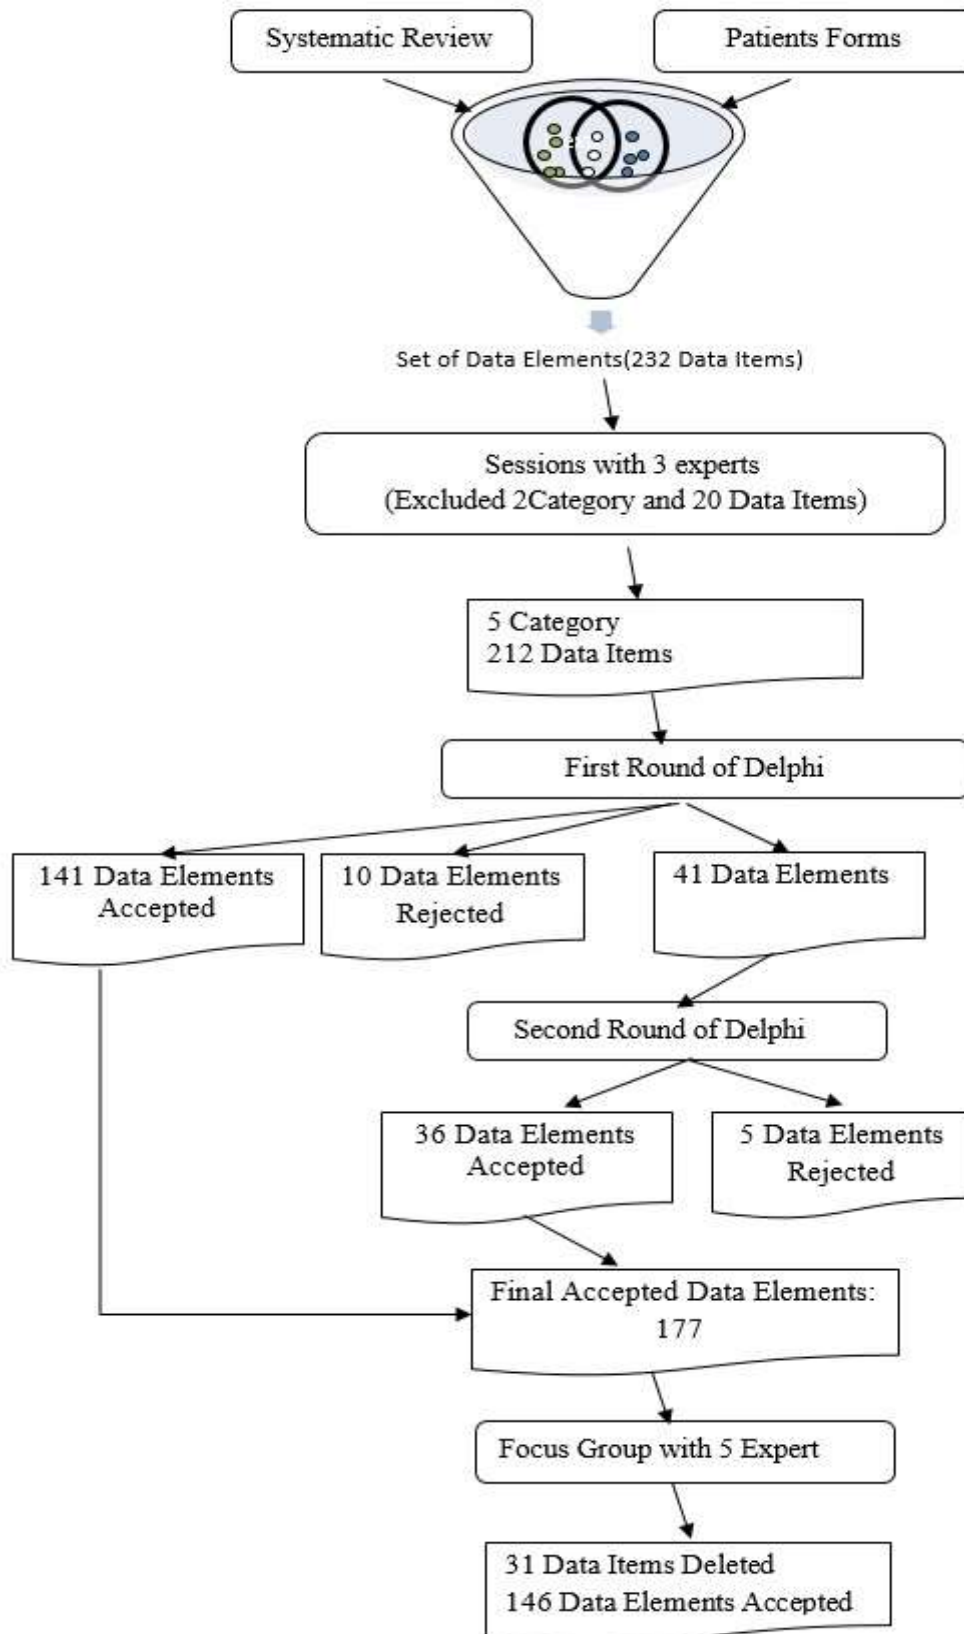 Systematic Review
Patients Forms
Set of Data Elements(232 Data Items)
Sessions with 3 experts
(Excluded 2Category and 20 Data Items)
5 Category
212 Data Items
First Round of Delphi
141 Data Elements
Accepted
10 Data Elements
Rejected
41 Data Elements
Second Round of Delphi
36 Data Elements
Accepted
5 Data Elements
Rejected
Final Accepted Data Elements:
177
Focus Group with 5 Expert
31 Data Items Deleted
146 Data Elements Accepted